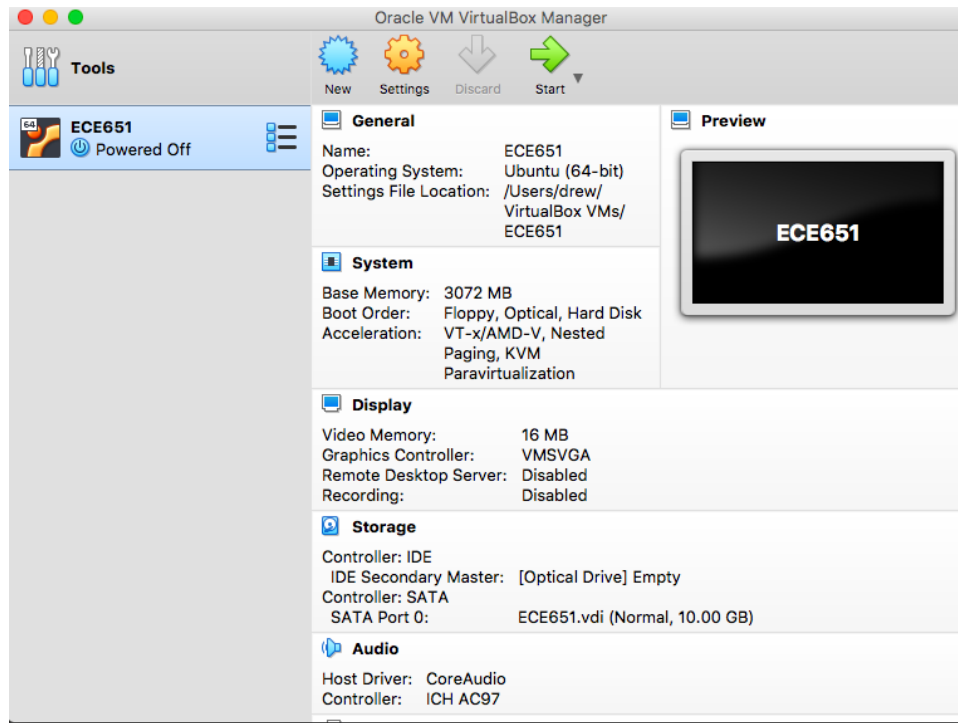 Oracle VM VirtualBox Manager
Tools
New Settings Discard Start
64
ECE651
Powered Off
General
Name: ECE651
Operating System: Ubuntu (64-bit)
Settings File Location: /Users/drew/
VirtualBox VMs/
ECE651
Preview
ECE651
System
Base Memory: 3072 MB
Boot Order: Floppy, Optical, Hard Disk
Acceleration: VT-x/AMD-V, Nested
Paging, KVM
Paravirtualization
Display
Video Memory: 16 MB
Graphics Controller: VMSVGA
Remote Desktop Server: Disabled
Recording: Disabled
Storage
Controller: IDE
IDE Secondary Master: [Optical Drive] Empty
Controller: SATA
SATA Port 0: ECE651.vdi (Normal, 10.00 GB)
Audio
Host Driver: CoreAudio
Controller: ICH AC97